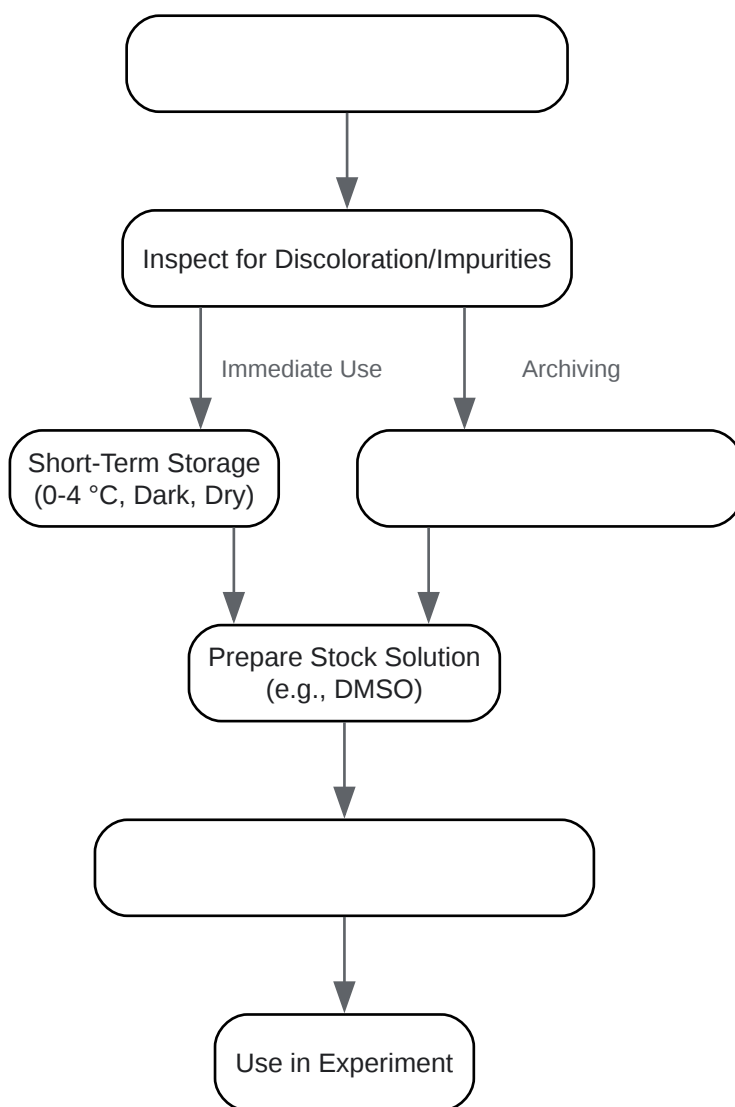 Inspect for Discoloration/Impurities
Immediate Use
Archiving
Short-Term Storage
(0-4 °C, Dark, Dry)
Prepare Stock Solution
(e.g., DMSO)
Use in Experiment